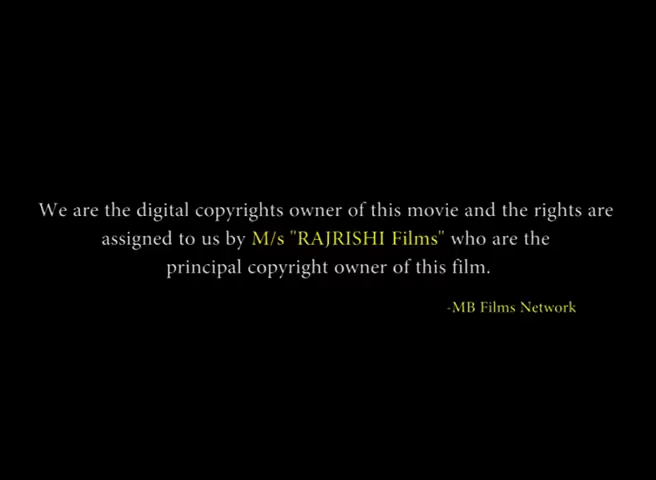 We are the digital copyrights owner of this movie and the rights are
assigned to us by M/s "RAJRISHI Films" who are the
principal copyright owner of this film.
-MB Films Network